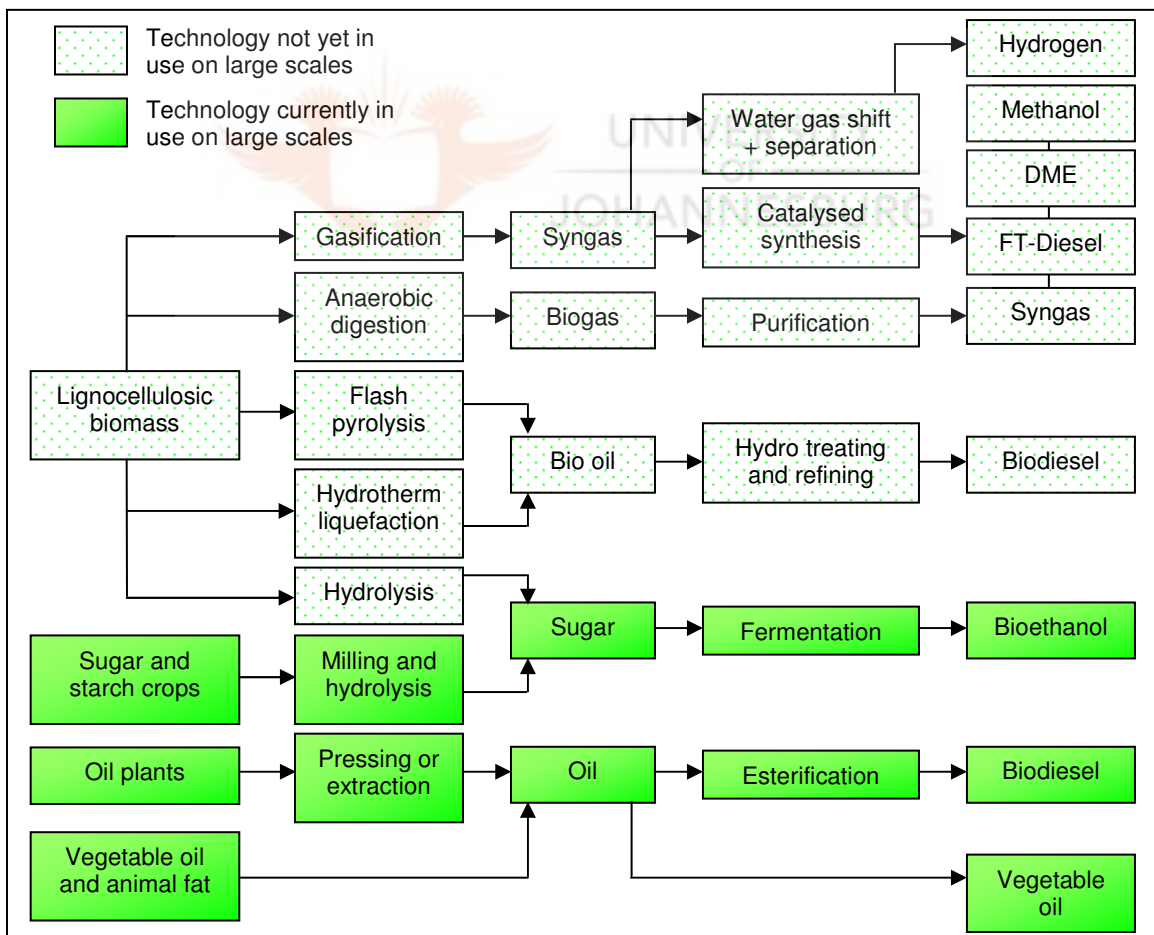 Technology not yet in
use on large scales
Technology currently in
use on large scales
Hydrogen
Methanol
Water gas shift
+ separation
UNIVERSITY
OF
JOHANNESBURG
DME
Gasification
Syngas
Catalysed
synthesis
FT-Diesel
Anaerobic
digestion
Biogas
Purification
Syngas
Lignocellulosic
biomass
Flash
pyrolysis
Bio oil
Hydro treating
and refining
Biodiesel
Hydrotherm
liquefaction
Hydrolysis
Sugar
Fermentation
Bioethanol
Sugar and
starch crops
Milling and
hydrolysis
Oil plants
Pressing or
extraction
Oil
Esterification
Biodiesel
Vegetable oil
and animal fat
Vegetable
oil